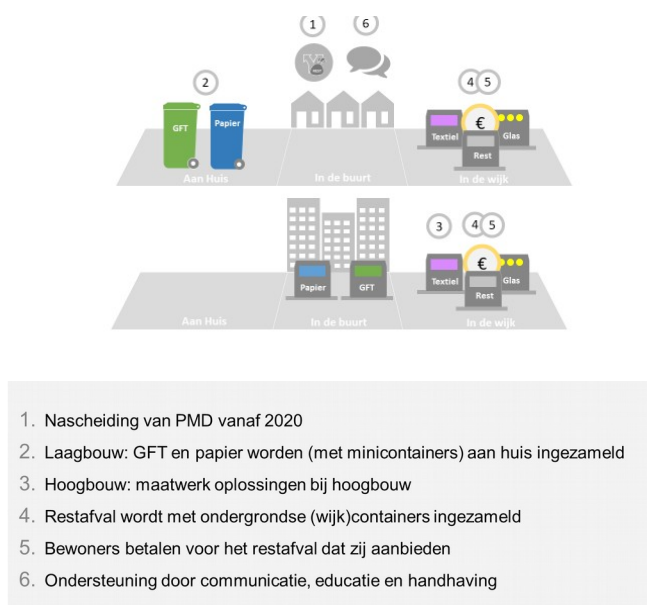 1 6
2 4 5
GFT Papier Textiel € Glas
Rest
Aan Huis In de buurt In de wijk
3 4 5
Papier GFT Textiel € Glas
Rest
Aan Huis In de buurt In de wijk
1. Nascheiding van PMD vanaf 2020
2. Laagbouw: GFT en papier worden (met minicontainers) aan huis ingezameld
3. Hoogbouw: maatwerk oplossingen bij hoogbouw
4. Restafval wordt met ondergrondse (wijk)containers ingezameld
5. Bewoners betalen voor het restafval dat zij aanbieden
6. Ondersteuning door communicatie, educatie en handhaving